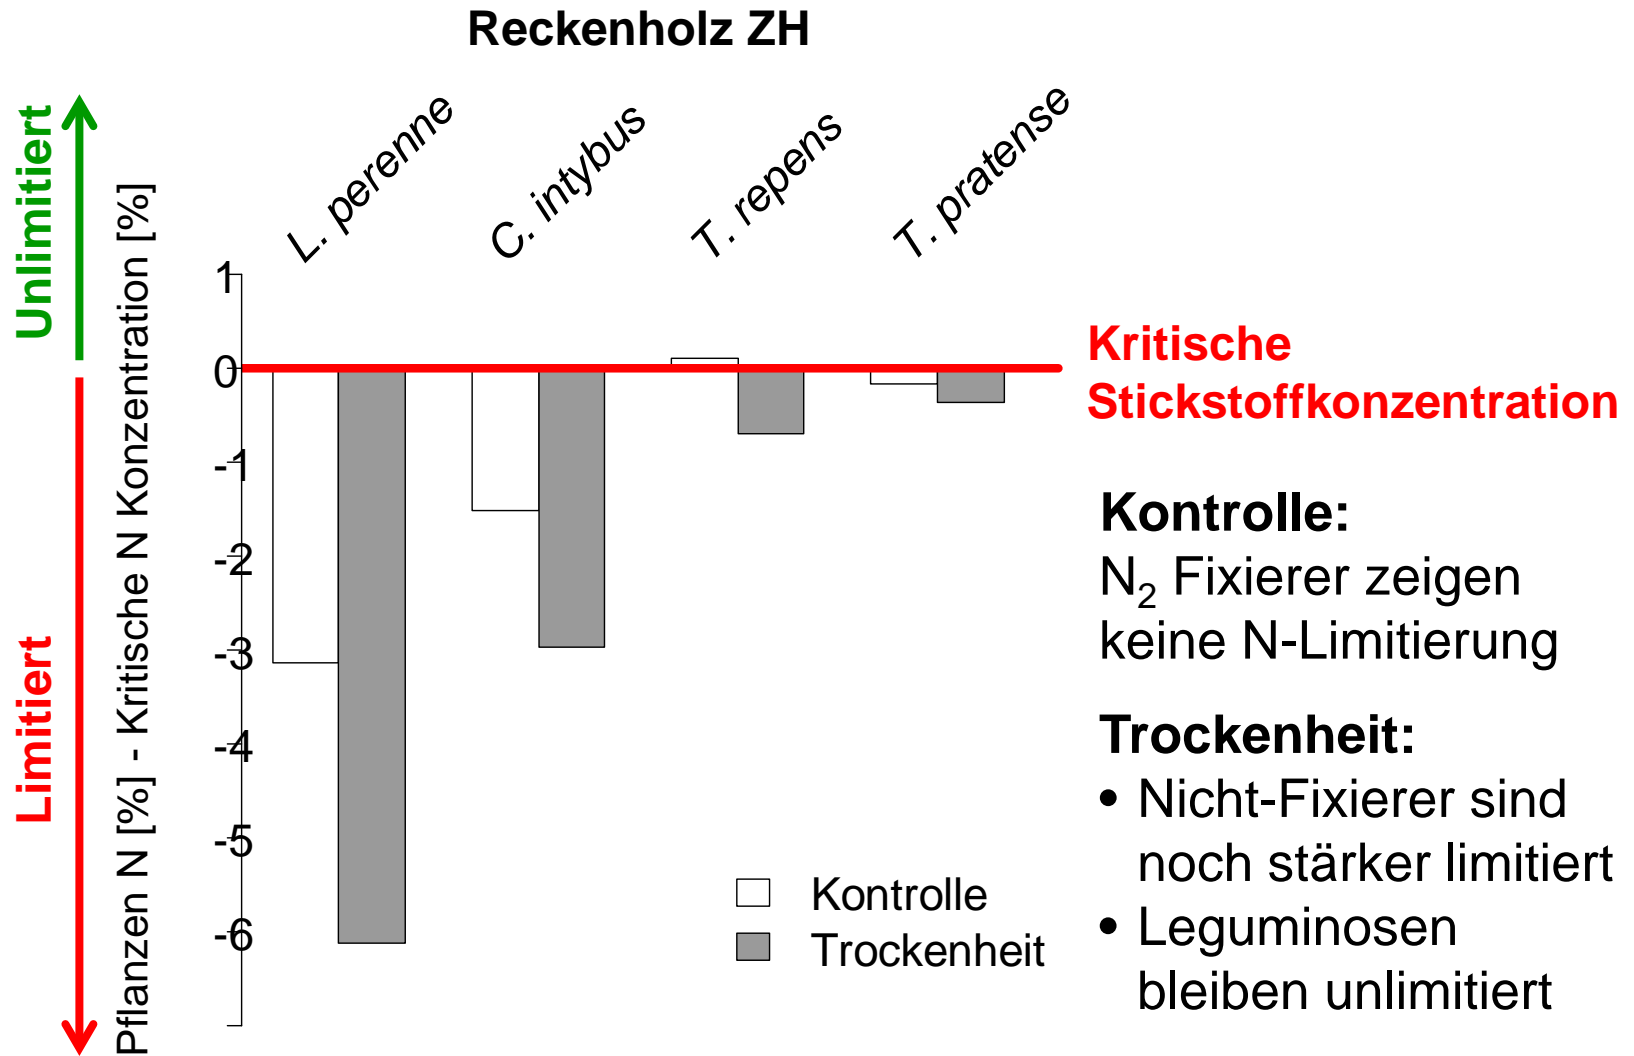 Reckenholz ZH
Unlimitiert
Limitiert
Pflanzen N [%] - Kritische N Konzentration [%]
L. perenne
C. intybus
T. repens
T. pratense
1
0
-1
-2
-3
-4
-5
-6
Kontrolle
Trockenheit
Kritische
Stickstoffkonzentration
Kontrolle:
N₂ Fixierer zeigen
keine N-Limitierung
Trockenheit:
• Nicht-Fixierer sind
noch stärker limitiert
• Leguminosen
bleiben unlimitiert